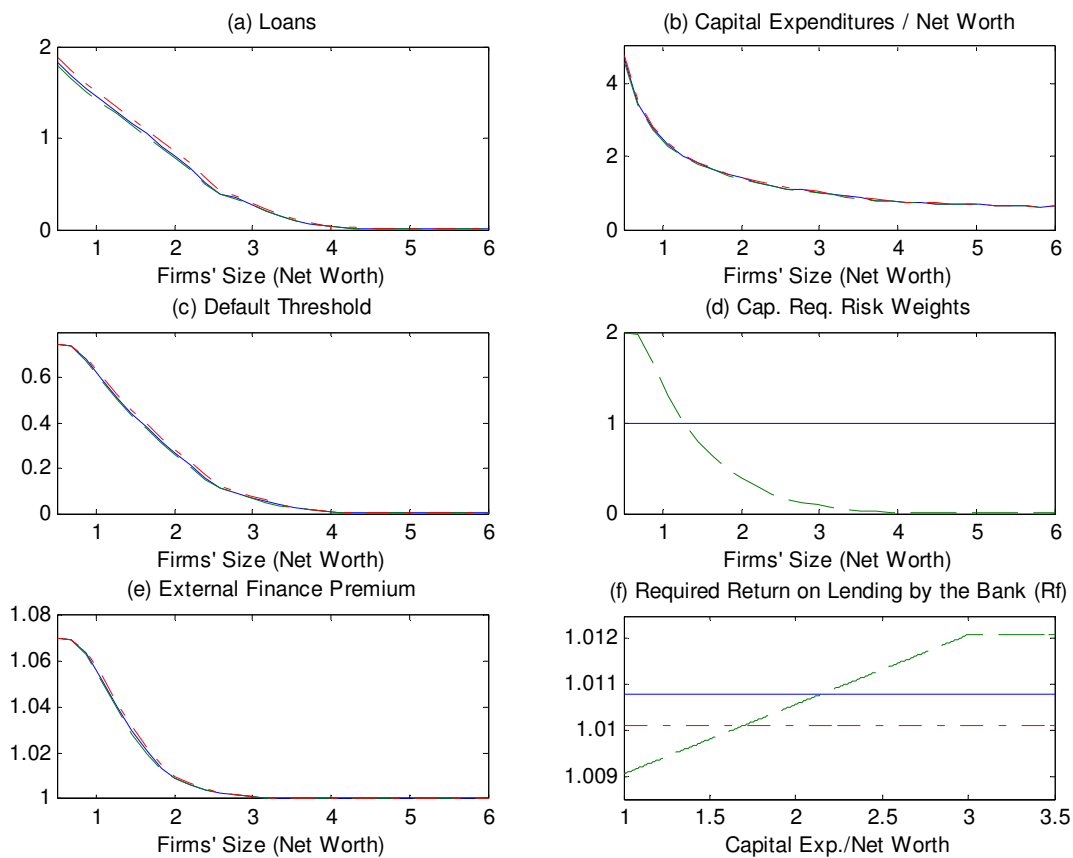 (a) Loans
2
1
0
1 2 3 4 5 6
Firms' Size (Net Worth)
(b) Capital Expenditures / Net Worth
4
2
0
1 2 3 4 5 6
Firms' Size (Net Worth)
(c) Default Threshold
0.6
0.4
0.2
0
1 2 3 4 5 6
Firms' Size (Net Worth)
(d) Cap. Req. Risk Weights
2
1
0
1 2 3 4 5 6
Firms' Size (Net Worth)
(e) External Finance Premium
1.08
1.06
1.04
1.02
1
1 2 3 4 5 6
Firms' Size (Net Worth)
(f) Required Return on Lending by the Bank (Rf)
1.012
1.011
1.01
1.009
1 1.5 2 2.5 3 3.5
Capital Exp./Net Worth